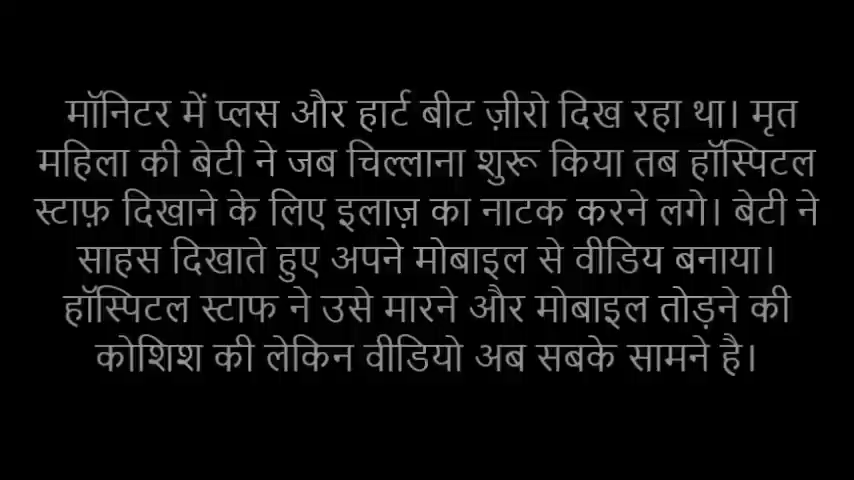 मॉनिटर में प्लस और हार्ट बीट ज़ीरो दिख रहा था। मृत
महिला की बेटी ने जब चिल्लाना शुरू किया तब हॉस्पिटल
स्टाफ़ दिखाने के लिए इलाज़ का नाटक करने लगे। बेटी ने
साहस दिखाते हुए अपने मोबाइल से वीडिय बनाया।
हॉस्पिटल स्टाफ ने उसे मारने और मोबाइल तोड़ने की
कोशिश की लेकिन वीडियो अब सबके सामने है।